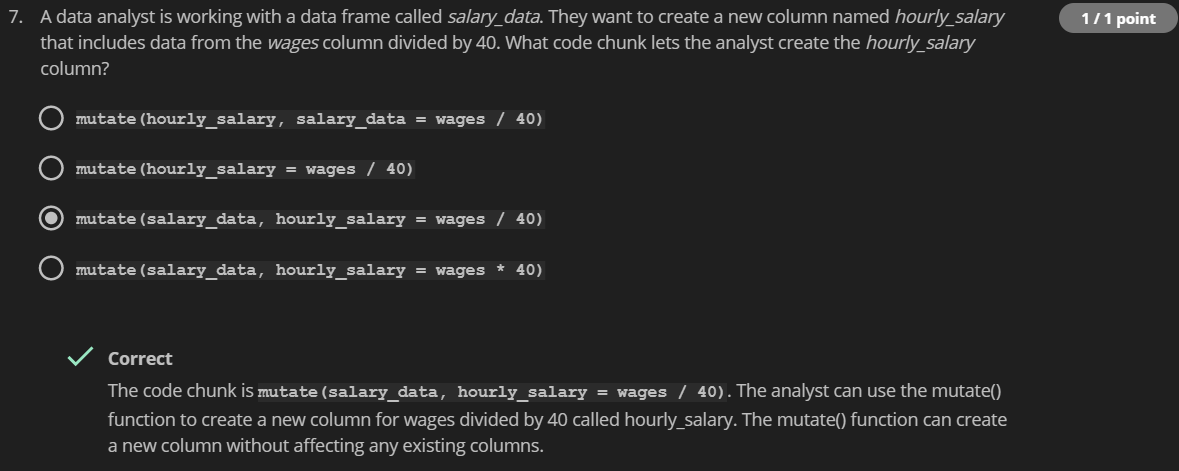 7. A data analyst is working with a data frame called salary_data. They want to create a new column named hourly_salary
1 / 1 point
that includes data from the wages column divided by 40. What code chunk lets the analyst create the hourly_salary
column?
mutate(hourly_salary, salary_data = wages / 40)
mutate(hourly_salary = wages / 40)
mutate(salary_data, hourly_salary = wages / 40)
mutate(salary_data, hourly_salary = wages * 40)
Correct
The code chunk is mutate(salary_data, hourly_salary = wages / 40). The analyst can use the mutate()
function to create a new column for wages divided by 40 called hourly_salary. The mutate() function can create
a new column without affecting any existing columns.